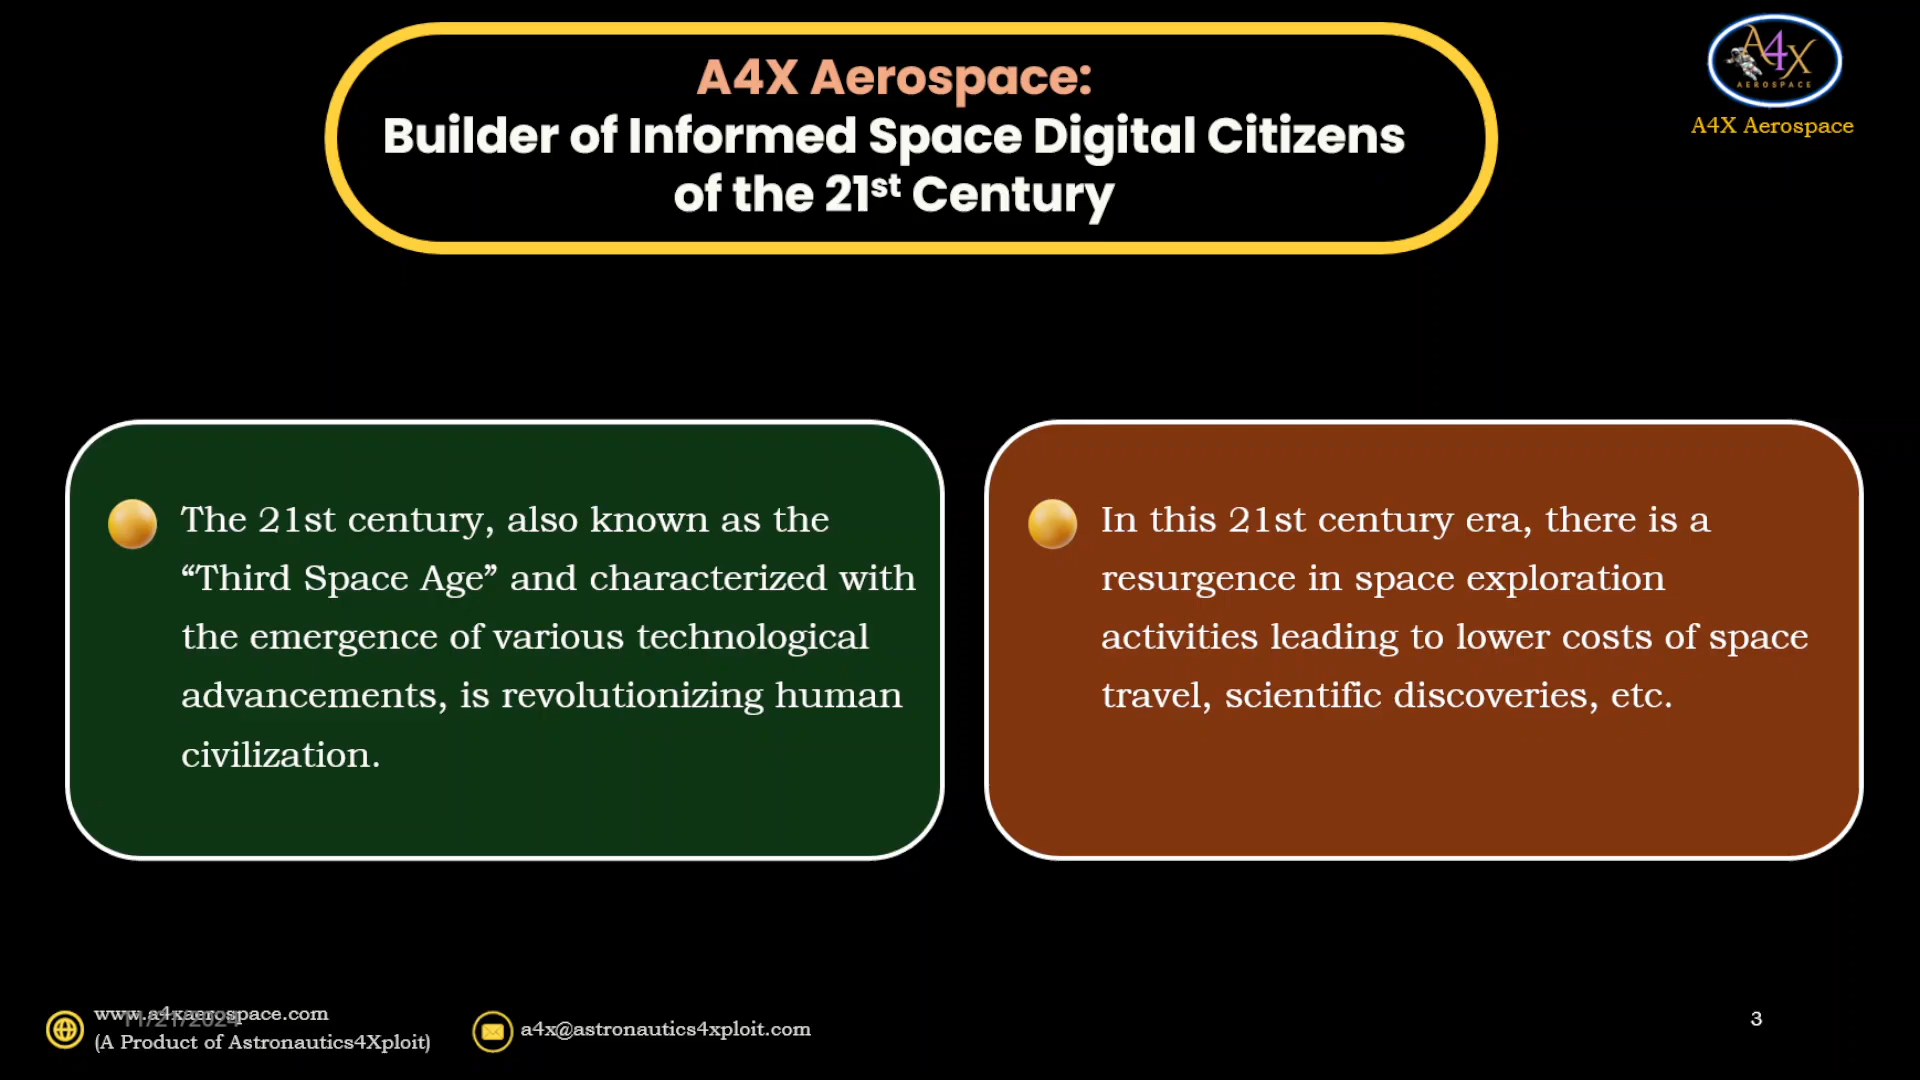 A4X Aerospace:
Builder of Informed Space Digital Citizens
of the 21st Century
A4X
AEROSPACE
A4X Aerospace
The 21st century, also known as the
“Third Space Age” and characterized with
the emergence of various technological
advancements, is revolutionizing human
civilization.
In this 21st century era, there is a
resurgence in space exploration
activities leading to lower costs of space
travel, scientific discoveries, etc.
www.a4xaerospace.com
11/21/2024
(A Product of Astronautics4Xploit)
a4x@astronautics4xploit.com
3